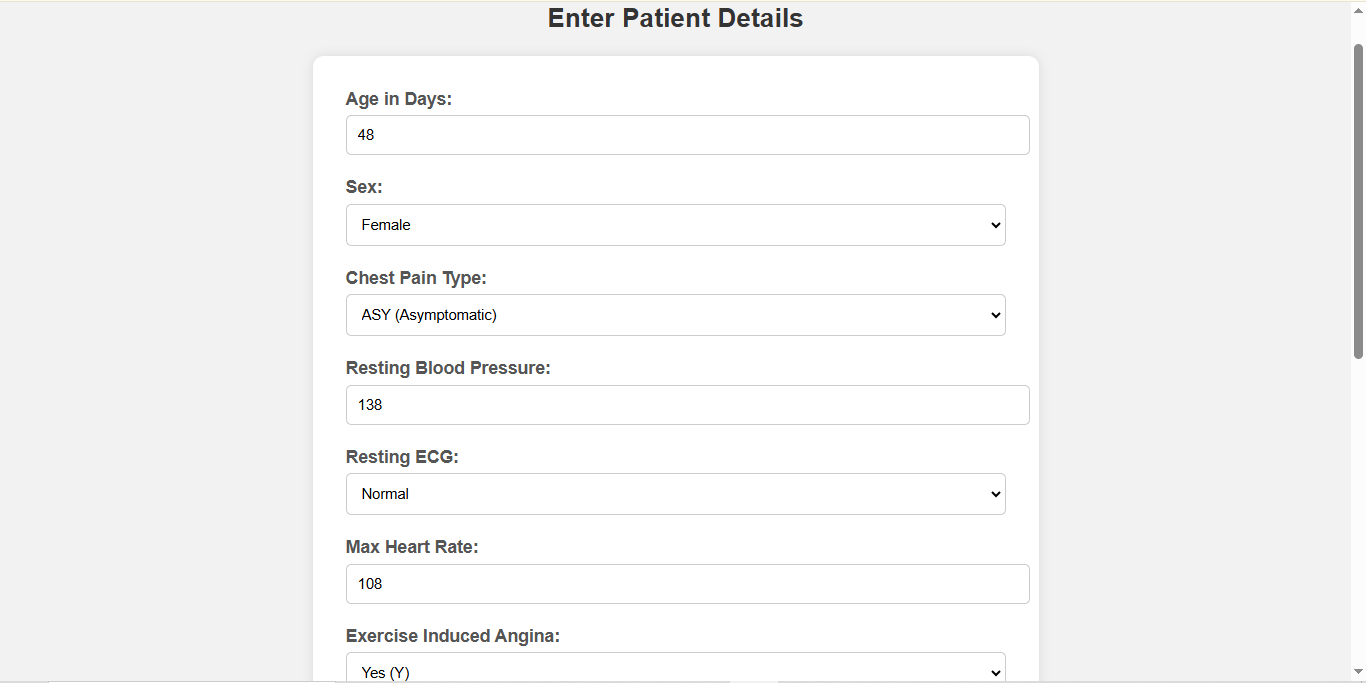 Enter Patient Details
Age in Days:
48
Sex:
Female
Chest Pain Type:
ASY (Asymptomatic)
Resting Blood Pressure:
138
Resting ECG:
Normal
Max Heart Rate:
108
Exercise Induced Angina:
Yes (Y)